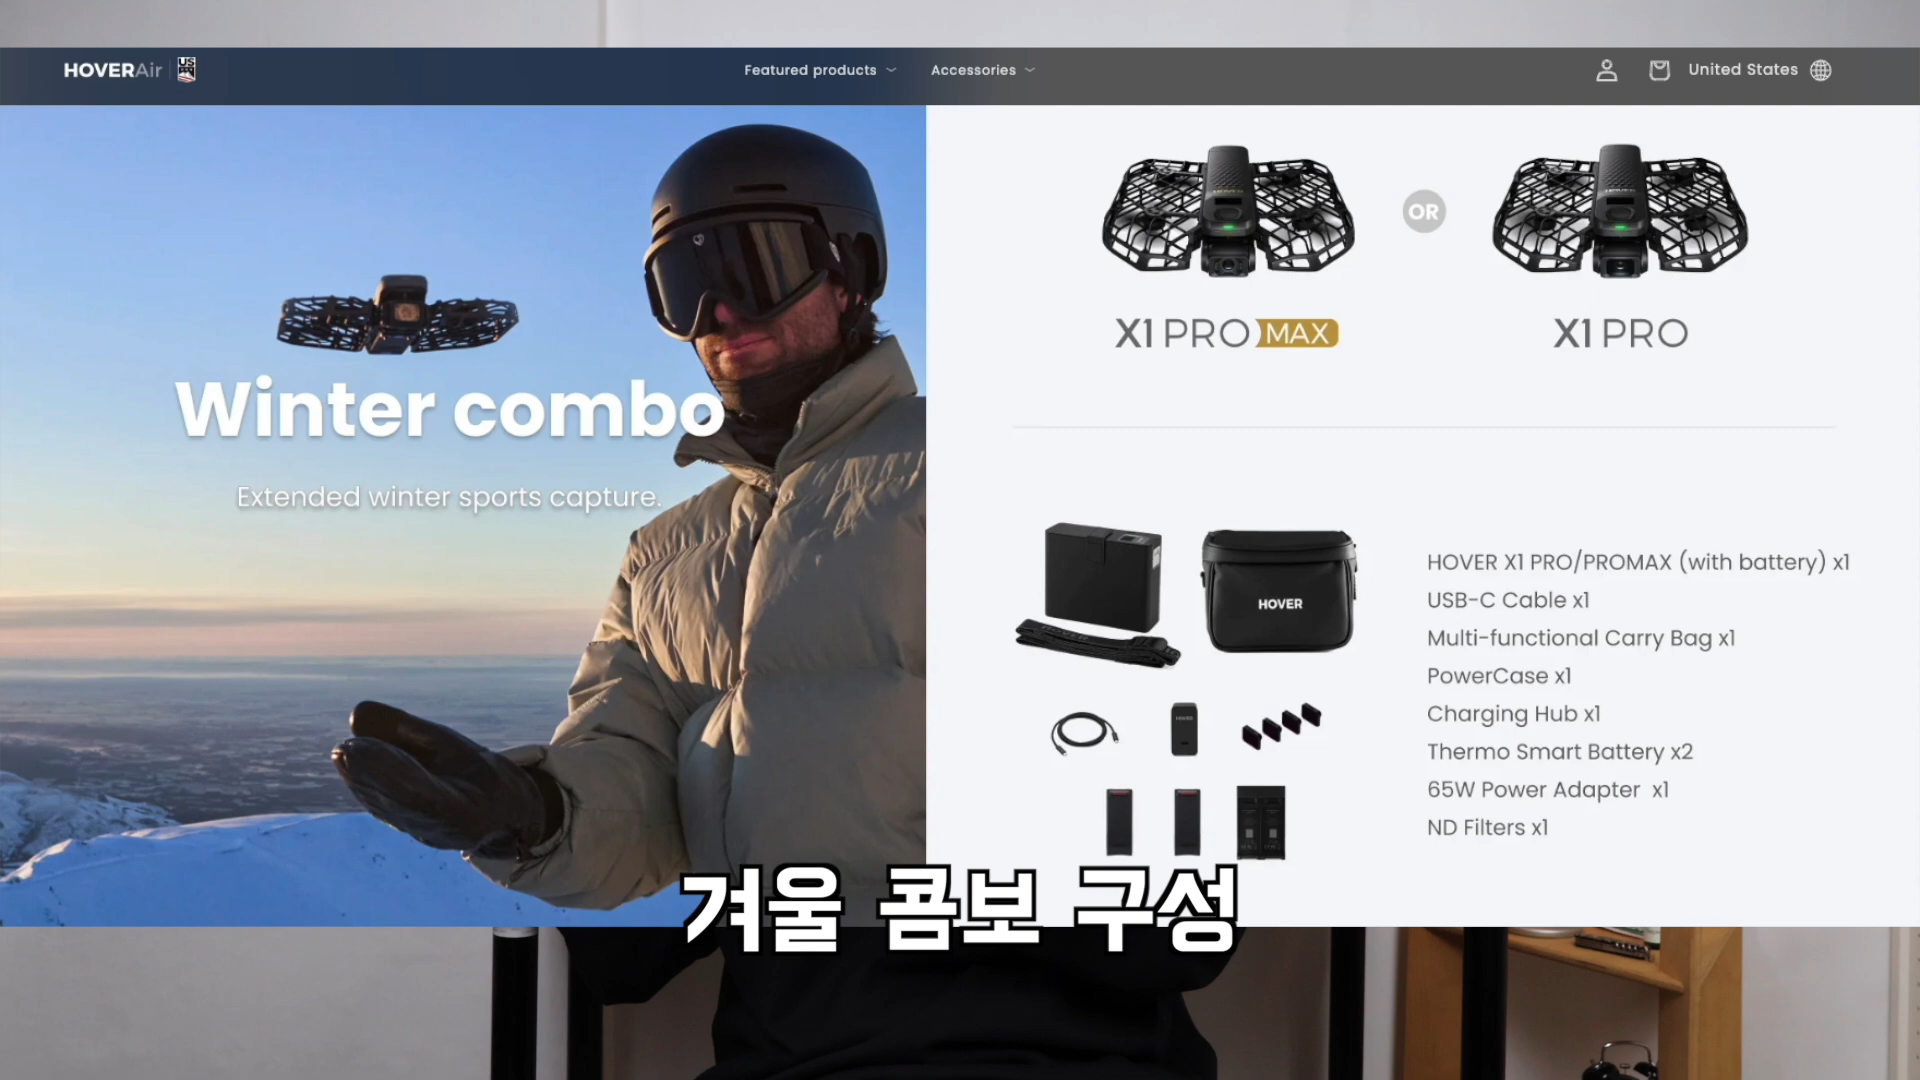 HOVERAir
US
Featured products
Accessories
United States
Winter combo
Extended winter sports capture.
OR
X1 PRO MAX
X1 PRO
HOVER
HOVER X1 PRO/PROMAX (with battery) x1
USB-C Cable x1
Multi-functional Carry Bag x1
PowerCase x1
Charging Hub x1
Thermo Smart Battery x2
65W Power Adapter x1
ND Filters x1
겨울 콤보 구성